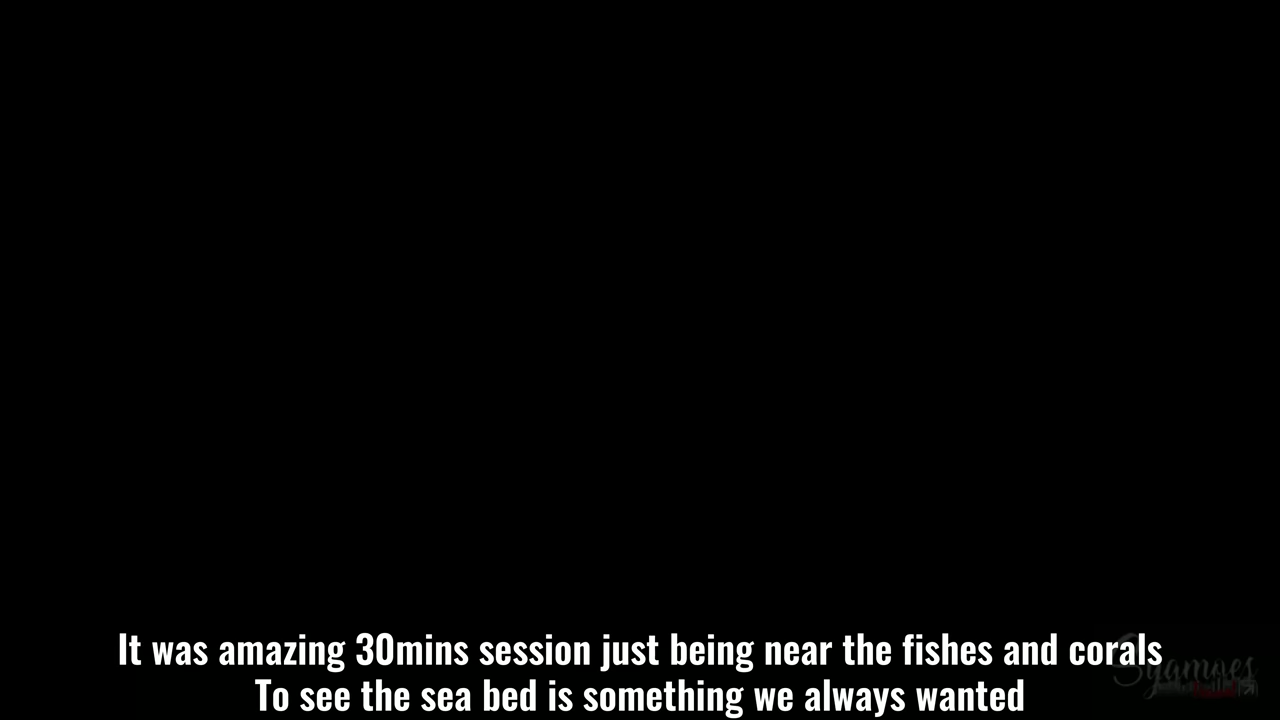 It was amazing 30mins session just being near the fishes and corals
To see the sea bed is something we always wanted